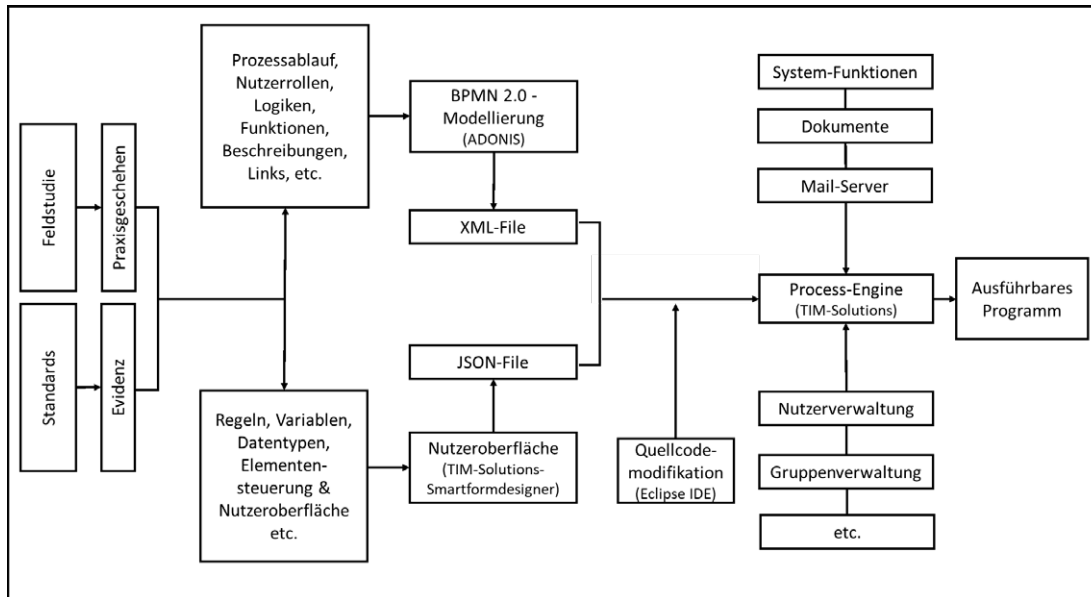 Feldstudie
Praxisgeschehen
Standards
Evidenz
Prozessablauf,
Nutzerrollen,
Logiken,
Funktionen,
Beschreibungen,
Links, etc.
Regeln, Variablen,
Datentypen,
Elementen-
steuerung &
Nutzeroberfläche
etc.
BPMN 2.0 -
Modellierung
(ADONIS)
XML-File
JSON-File
Nutzeroberfläche
(TIM-Solutions-
Smartformdesigner)
Quellcode-
modifikation
(Eclipse IDE)
System-Funktionen
Dokumente
Mail-Server
Process-Engine
(TIM-Solutions)
Nutzerverwaltung
Gruppenverwaltung
etc.
Ausführbares
Programm